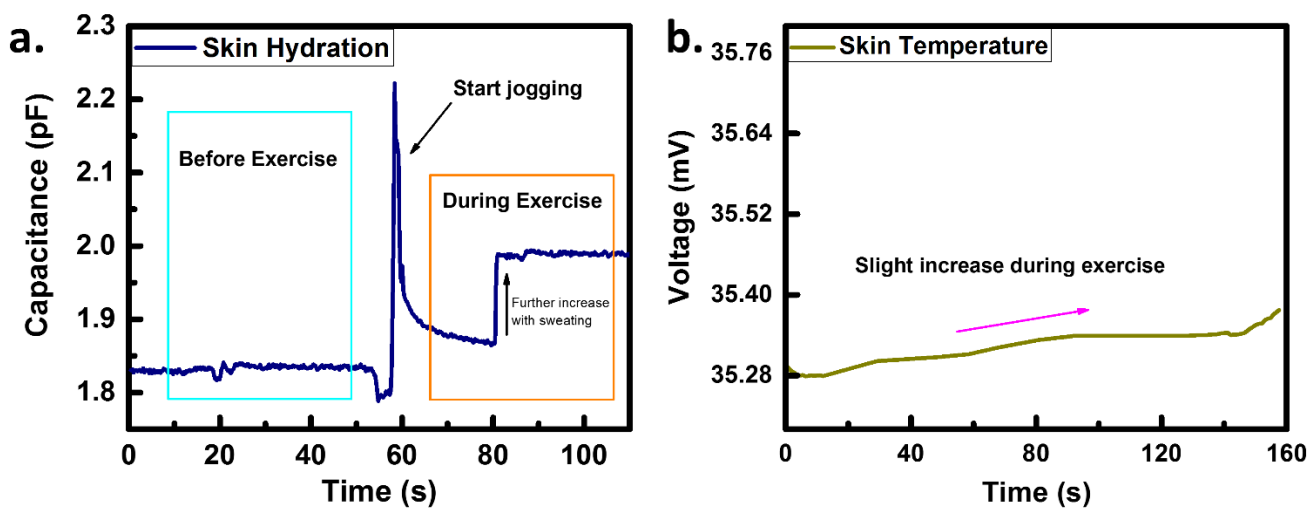 a.
Skin Hydration
Capacitance (pF)
2.3
2.2
2.1
2.0
1.9
1.8
Start jogging
Before Exercise
During Exercise
Further increase
with sweating
0
20
40
60
80
100
Time (s)
b.
Skin Temperature
Voltage (mV)
35.76
35.64
35.52
35.40
35.28
Slight increase during exercise
0
40
80
120
160
Time (s)